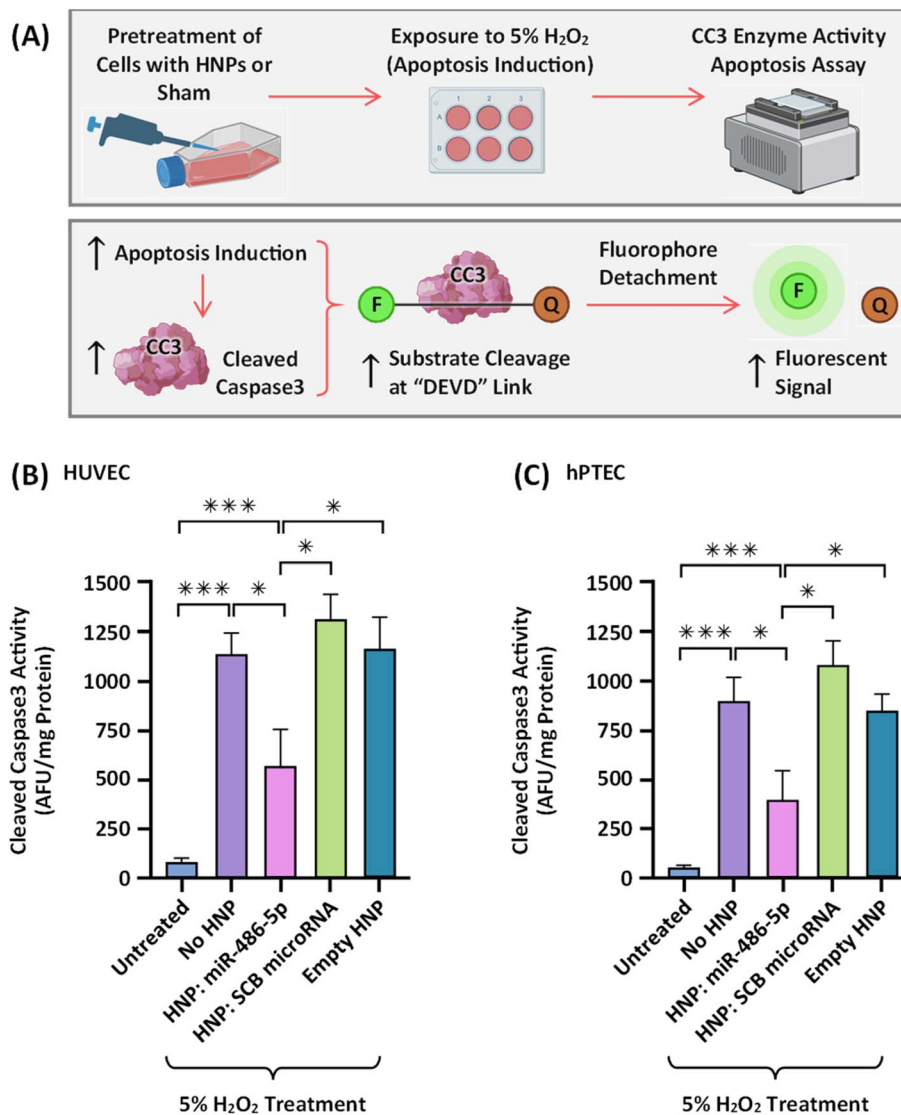 (A)
Pretreatment of
Cells with HNPs or
Sham
Exposure to 5% H₂O₂
(Apoptosis Induction)
CC3 Enzyme Activity
Apoptosis Assay
1 2 3
A
B
↑ Apoptosis Induction
↑ CC3
Cleaved
Caspase3
F
CC3
Q
↑ Substrate Cleavage
at “DEVD” Link
Fluorophore
Detachment
F
Q
↑ Fluorescent
Signal
(B) HUVEC
Cleaved Caspase3 Activity
(AFU/mg Protein)
1500
1250
1000
750
500
250
0
✳✳✳
✳
✳
✳✳✳
✳
Untreated
No HNP
HNP: miR-486-5p
HNP: SCB microRNA
Empty HNP
5% H₂O₂ Treatment
(C) hPTEC
Cleaved Caspase3 Activity
(AFU/mg Protein)
1500
1250
1000
750
500
250
0
✳✳✳
✳
✳
✳✳✳
✳
Untreated
No HNP
HNP: miR-486-5p
HNP: SCB microRNA
Empty HNP
5% H₂O₂ Treatment